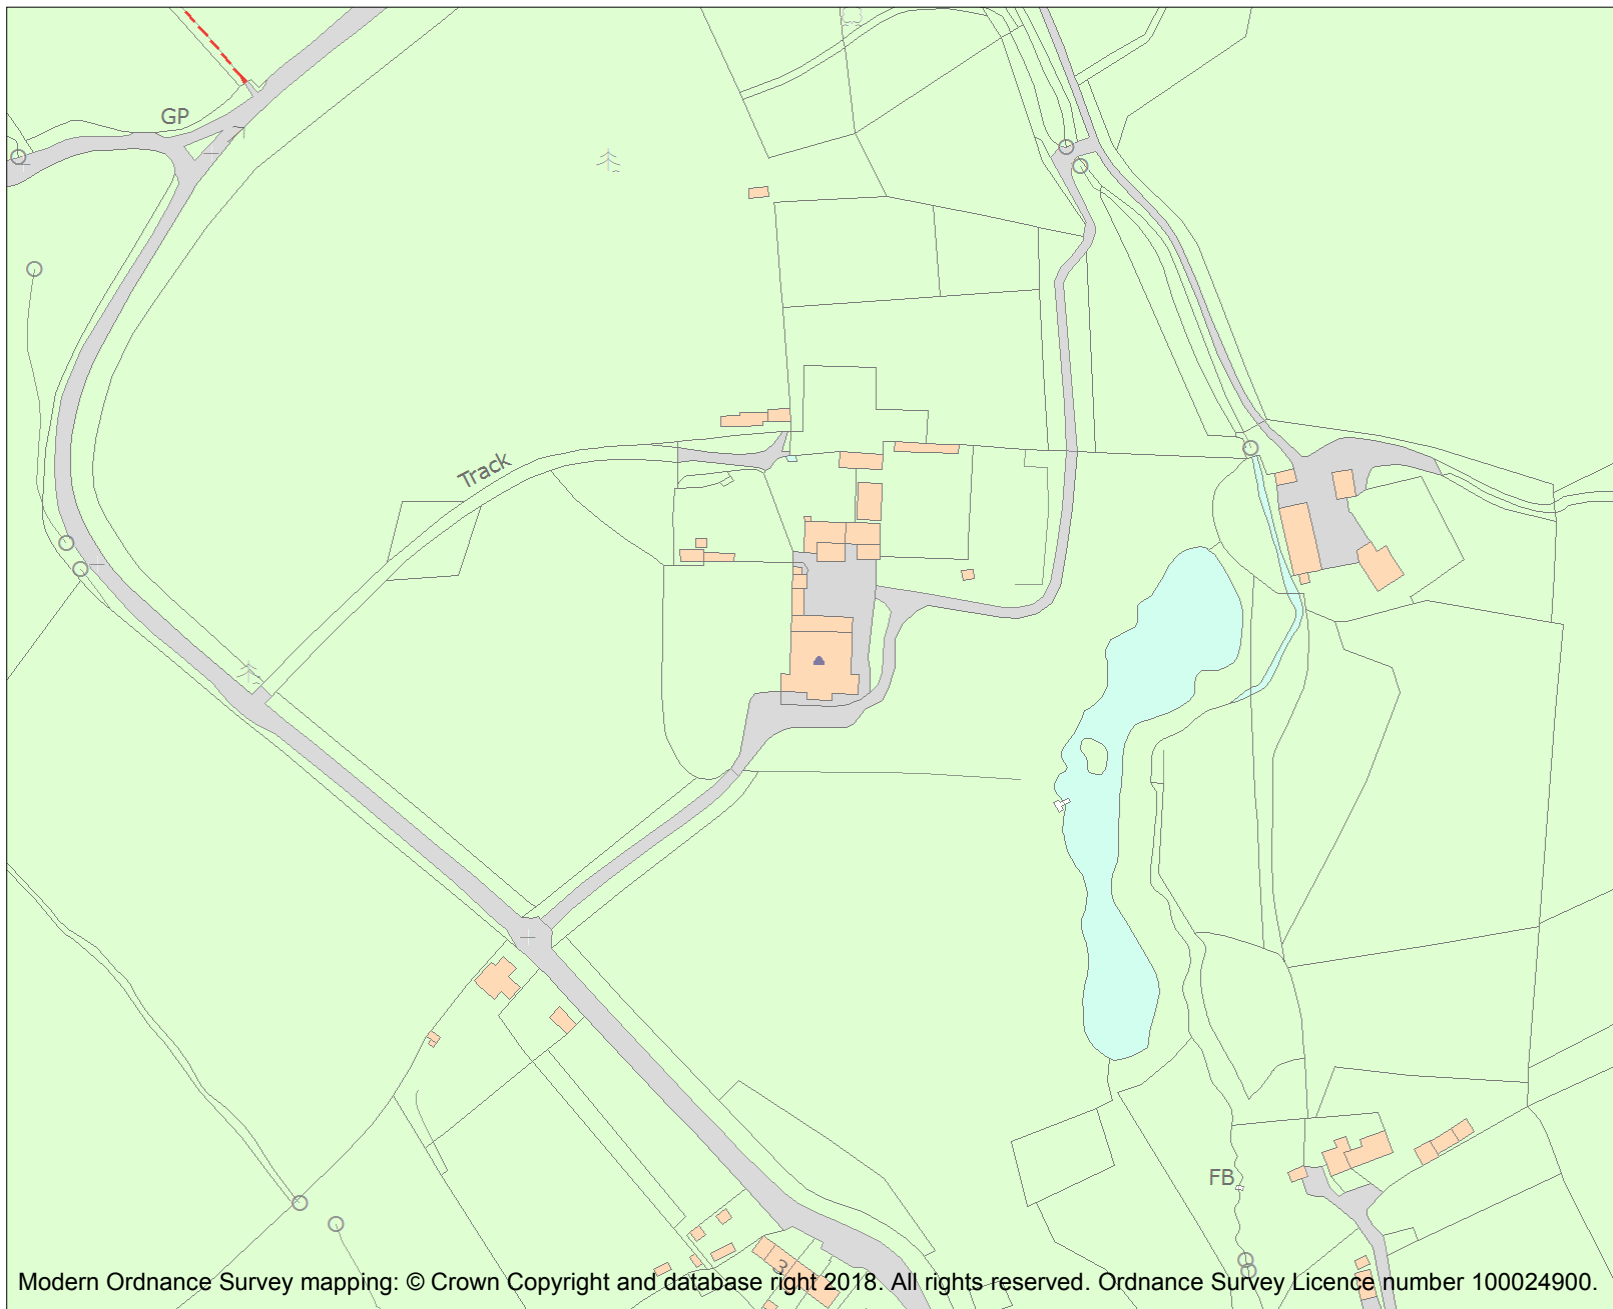 GP
Track
FB
3
Modern Ordnance Survey mapping: © Crown Copyright and database right 2018. All rights reserved. Ordnance Survey Licence number 100024900.